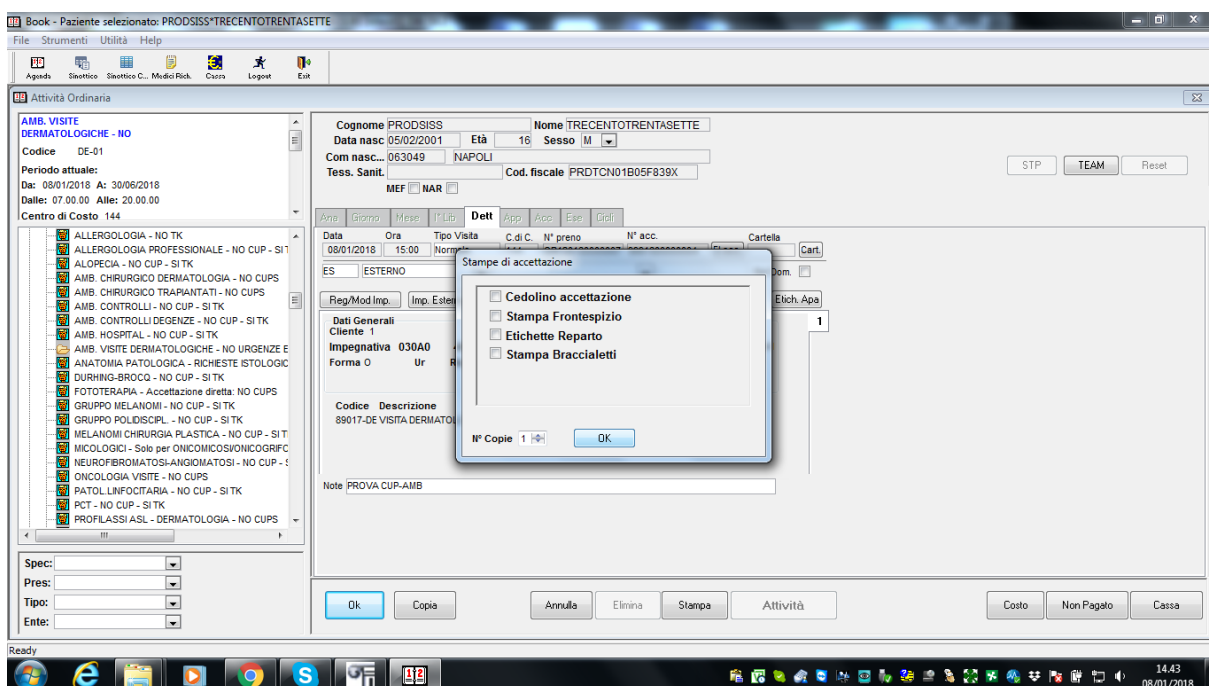 Book - Paziente selezionato: PRODSISS*TRECENTOTRENTASETTE
File Strumenti Utilità Help
Agenda Sinottico Sinottico C... Medici Rich. Cassa Logout Exit
Attività Ordinaria
AMB. VISITE
DERMATOLOGICHE - NO
Codice DE-01
Periodo attuale:
Da: 08/01/2018 A: 30/06/2018
Dalle: 07.00.00 Alle: 20.00.00
Centro di Costo 144
ALLERGOLOGIA - NO TK
ALLERGOLOGIA PROFESSIONALE - NO CUP - SI T
ALOPECIA - NO CUP - SI TK
AMB. CHIRURGICO DERMATOLOGIA - NO CUPS
AMB. CHIRURGICO TRAPIANTATI - NO CUPS
AMB. CONTROLLI - NO CUP - SI TK
AMB. CONTROLLI DEGENZE - NO CUP - SI TK
AMB. HOSPITAL - NO CUP - SI TK
AMB. VISITE DERMATOLOGICHE - NO URGENZE E
ANATOMIA PATOLOGICA - RICHIESTE ISTOLOGIC
DURHING-BROCQ - NO CUP - SI TK
FOTOTERAPIA - Accettazione diretta: NO CUPS
GRUPPO MELANOMI - NO CUP - SI TK
GRUPPO POLIDISCIPL. - NO CUP - SI TK
MELANOMI CHIRURGIA PLASTICA - NO CUP - SI T
MICOLOGICI - Solo per ONICOMICOSI/ONICOGRIFC
NEUROFIBROMATOSI-ANGIOMATOSI - NO CUP - S
ONCOLOGIA VISITE - NO CUPS
PATOL.LINFOCITARIA - NO CUP - SI TK
PCT - NO CUP - SI TK
PROFILASSI ASL - DERMATOLOGIA - NO CUPS
Spec:
Pres:
Tipo:
Ente:
Cognome PRODSISS Nome TRECENTOTRENTASETTE
Data nasc 05/02/2001 Età 16 Sesso M
Com nasc... 063049 NAPOLI
Tess. Sanit. Cod. fiscale PRDTCN01B05F839X
MEF NAR
STP TEAM Reset
Ana Giorno Mese I° Lib Dett App Acc Ese Cicli
Data Ora Tipo Visita C.di C. N° preno N° acc. Cartella
08/01/2018 15:00 Cart.
ES ESTERNO Dom.
Reg/Mod Imp. Imp. Estern Etich. Apa
Dati Generali 1
Cliente 1
Impegnativa 030A0
Forma O Ur
Codice Descrizione
89017-DE VISITA DERMATOL
Note PROVA CUP-AMB
Stampe di accettazione
Cedolino accettazione
Stampa Frontespizio
Etichette Reparto
Stampa Braccialetti
N° Copie 1 OK
Ok Copia Annulla Elimina Stampa Attività Costo Non Pagato Cassa
Ready
14.43
08/01/2018